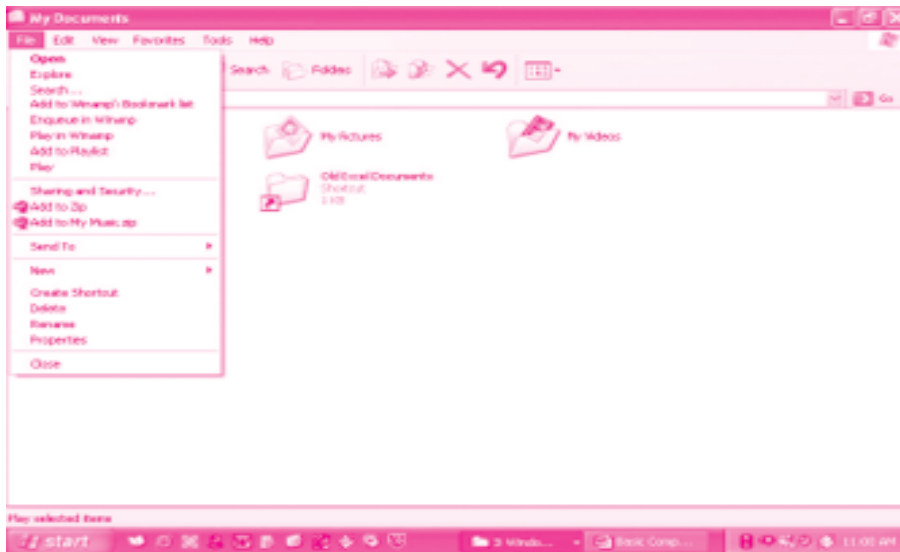 My Documents
File Edit View Favorites Tools Help
Open
Explore
Search...
Add to Winamp's Bookmark list
Enqueue in Winamp
Play in Winamp
Add to Playlist
Play
Sharing and Security...
Add to Zip
Add to My Music.zip
Send To
New
Create Shortcut
Delete
Rename
Properties
Close
Search Folders
Go
My Pictures
My Videos
Old Excel Documents
Shortcut
1 KB
Play selected items
start
3 Windo...
Basic Comp...
11:00 AM